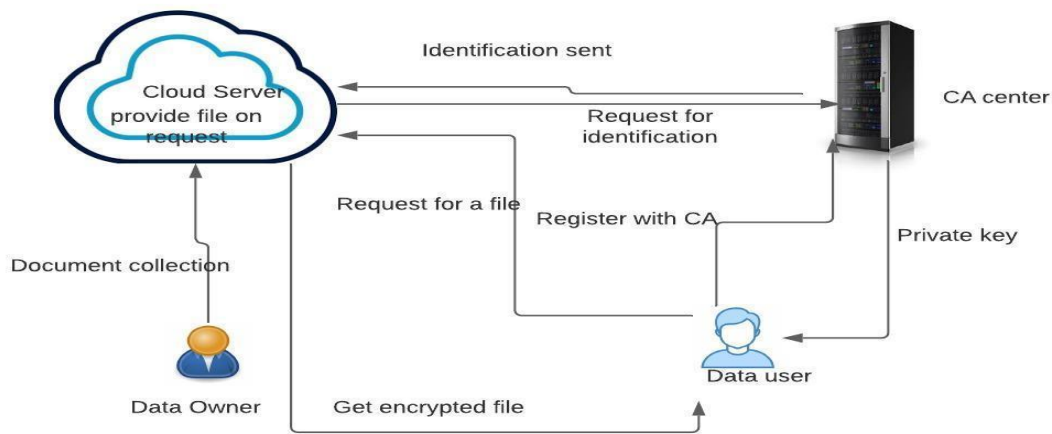 Identification sent
Cloud Server
provide file on
request
Request for
identification
CA center
Request for a file
Register with CA
Private key
Document collection
Data user
Data Owner
Get encrypted file